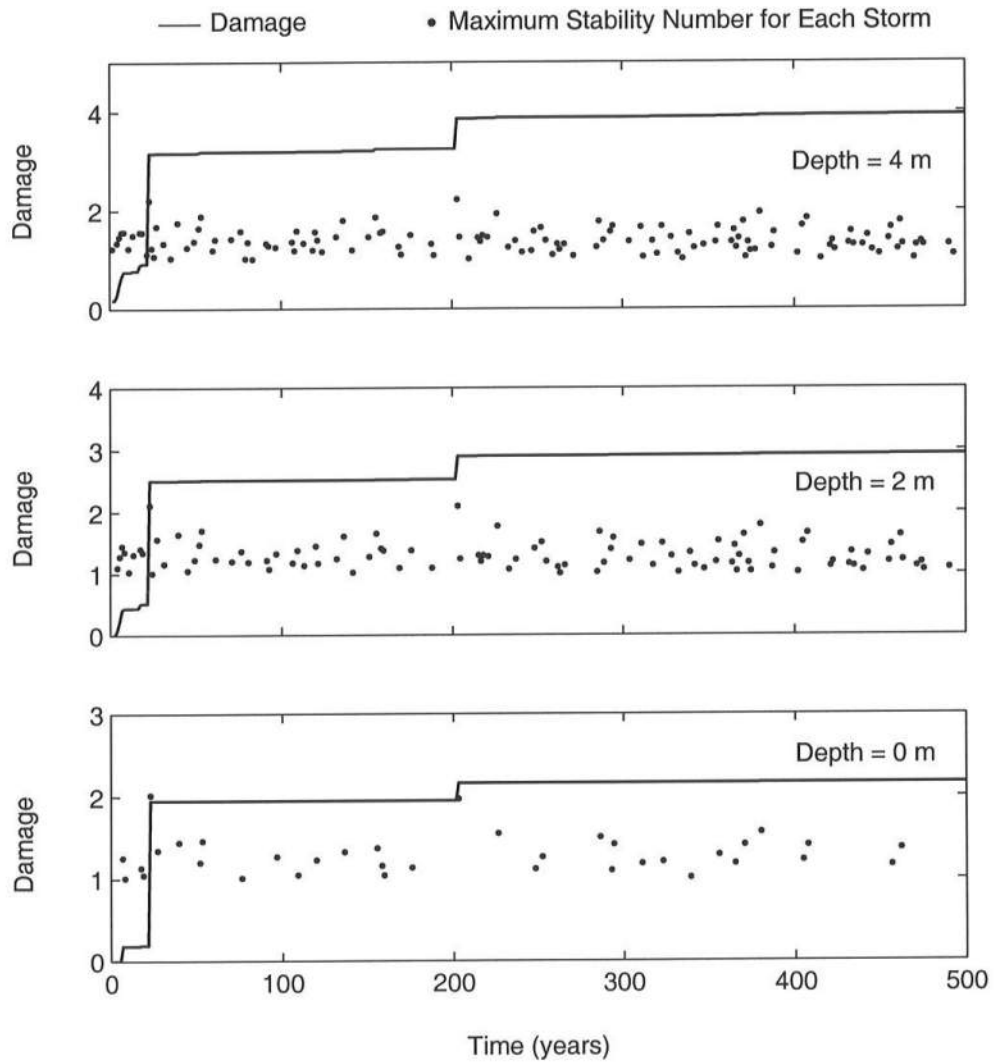 Damage
Maximum Stability Number for Each Storm
4
2
0
Damage
Depth = 4 m
4
3
2
1
0
Damage
Depth = 2 m
3
2
1
0
Damage
Depth = 0 m
0 100 200 300 400 500
Time (years)